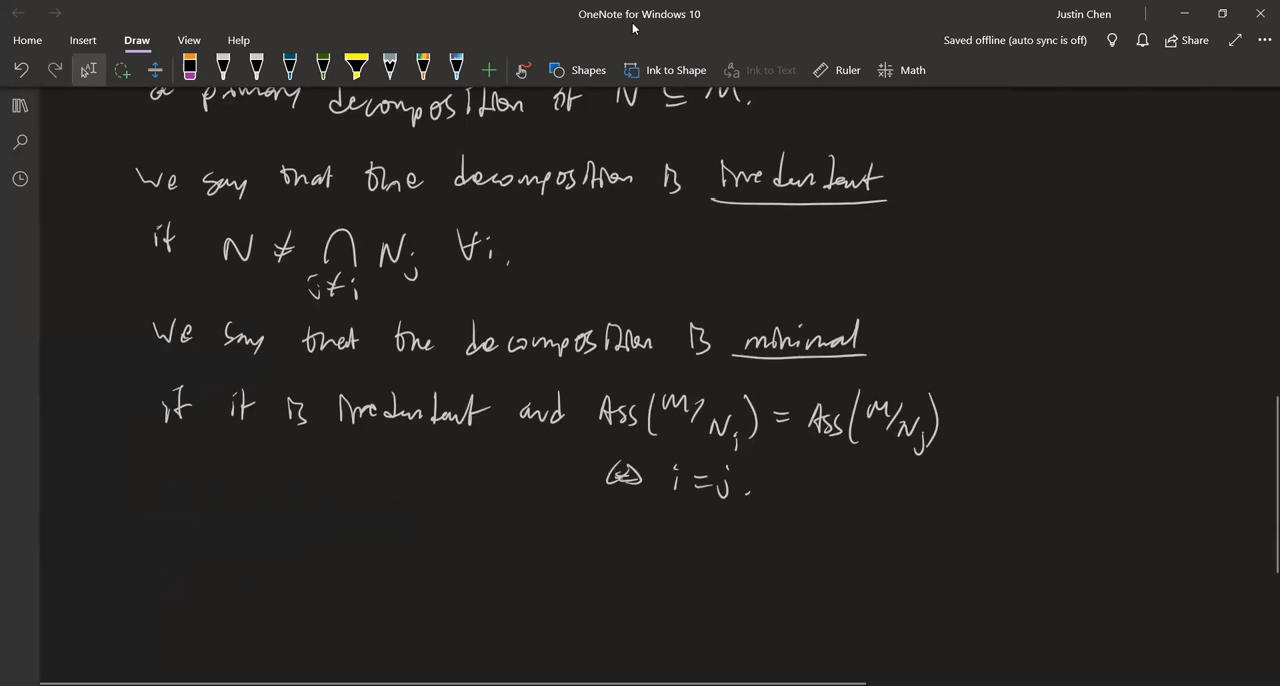 OneNote for Windows 10
Justin Chen
Home Insert Draw View Help
Saved offline (auto sync is off)
Share
Shapes
Ink to Shape
Ink to Text
Ruler
Math
a primary decomposition of N ⊆ M.
We say that the decomposition is irredundant
if N ≠ ⋂_{j≠i} N_j ∀i.
We say that the decomposition is minimal
if it is irredundant and Ass(M/N_i) = Ass(M/N_j)
⇔ i = j.